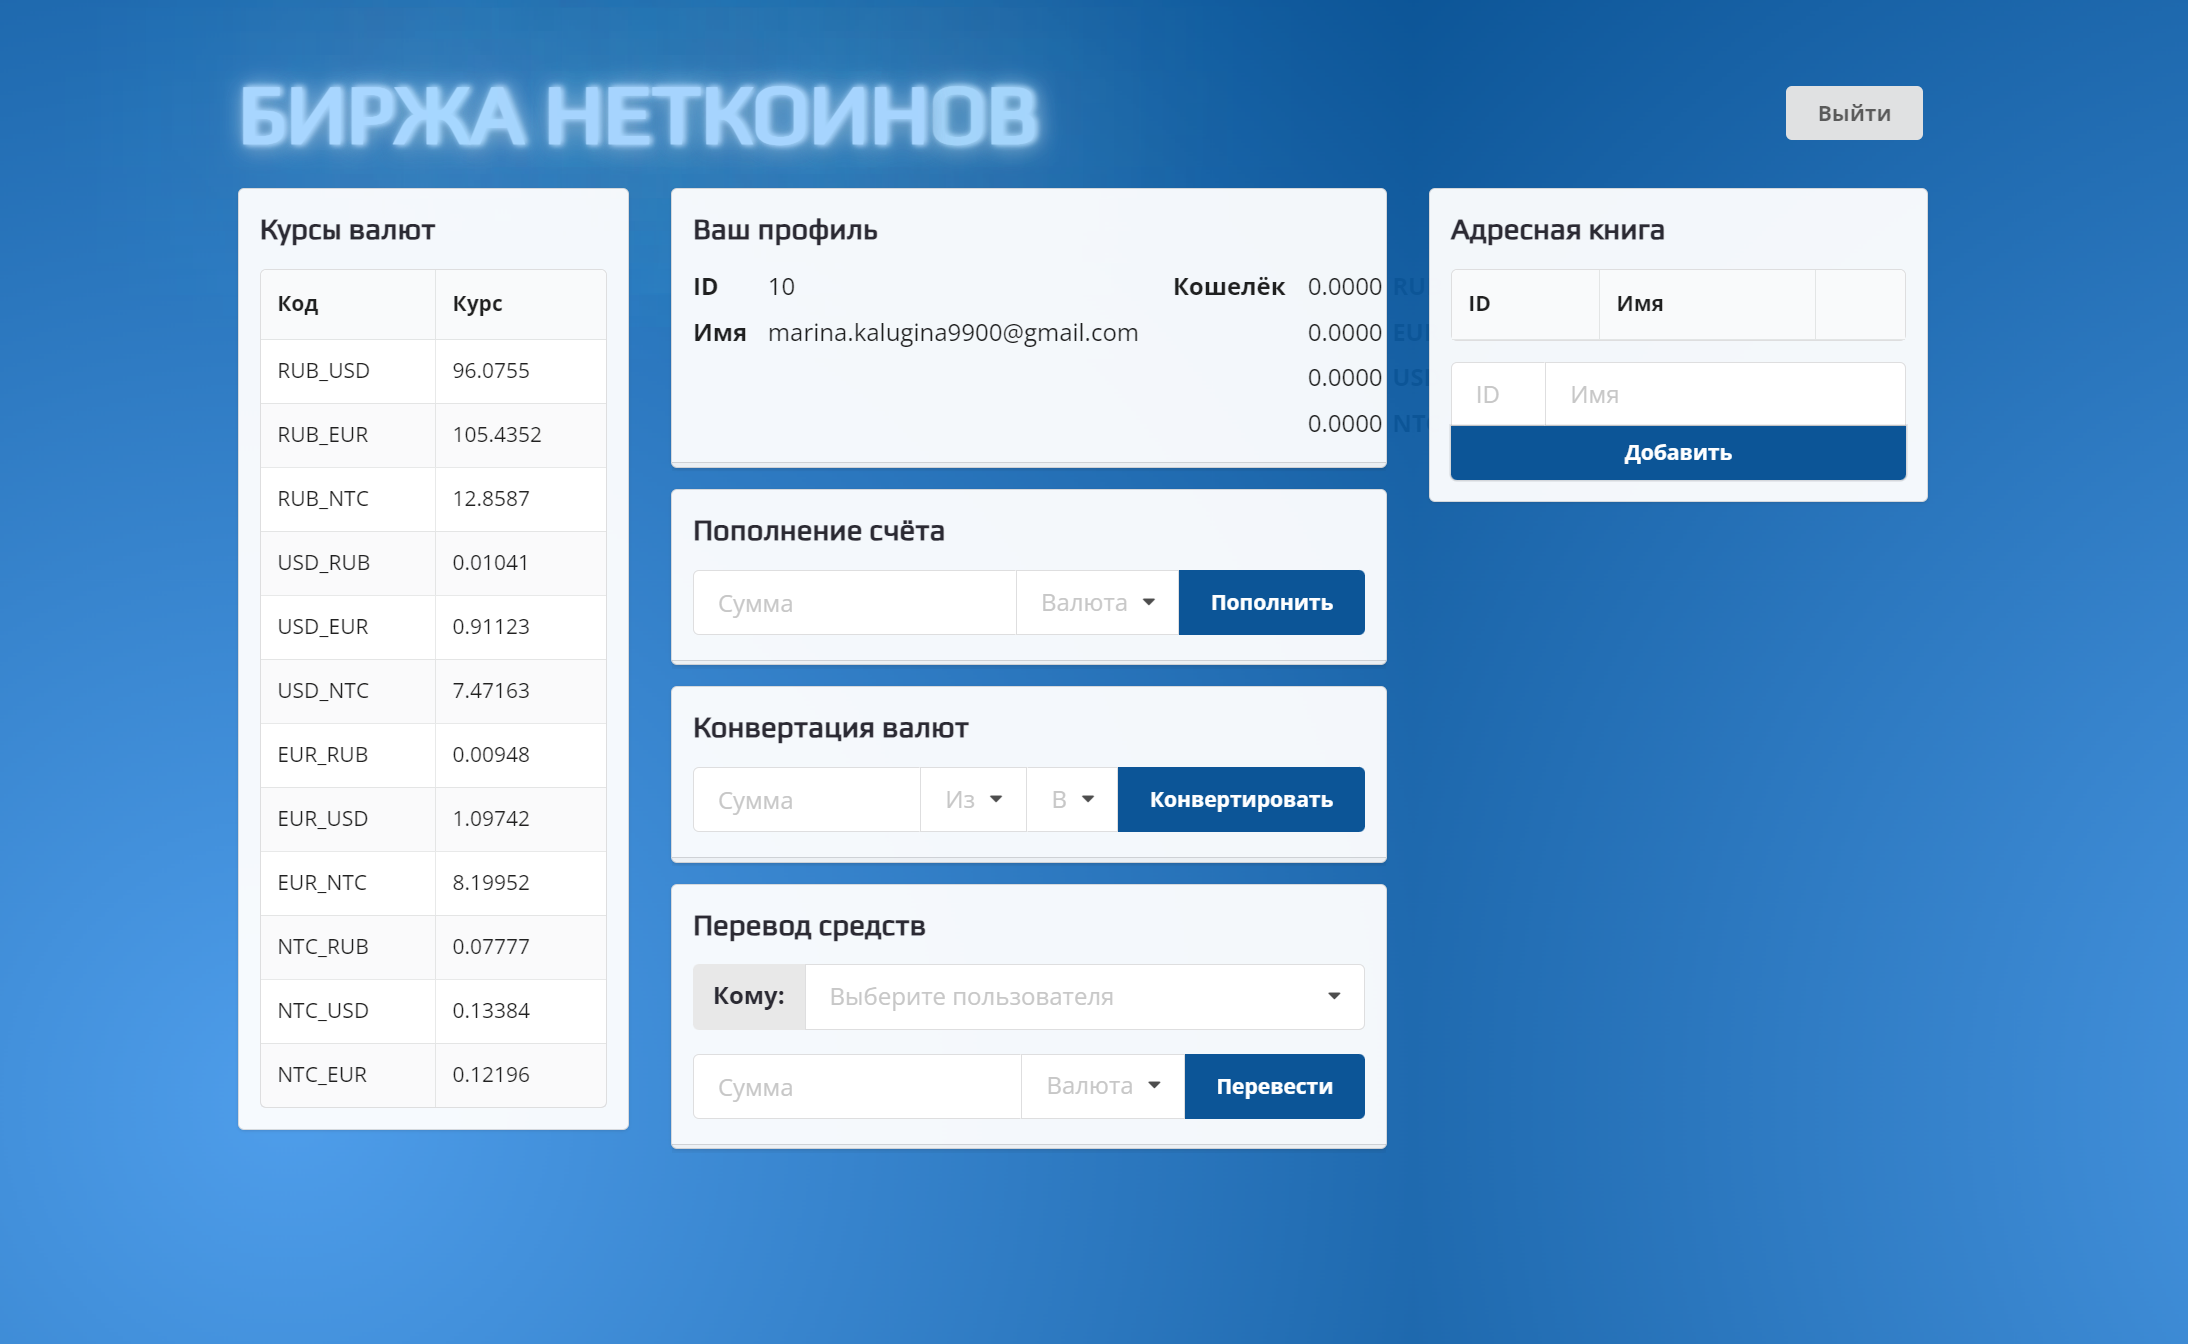 БИРЖА НЕТКОИНОВ
Выйти
Курсы валют
Код Курс
RUB_USD 96.0755
RUB_EUR 105.4352
RUB_NTC 12.8587
USD_RUB 0.01041
USD_EUR 0.91123
USD_NTC 7.47163
EUR_RUB 0.00948
EUR_USD 1.09742
EUR_NTC 8.19952
NTC_RUB 0.07777
NTC_USD 0.13384
NTC_EUR 0.12196
Ваш профиль
ID 10 Кошелёк 0.0000 RU
Имя marina.kalugina9900@gmail.com 0.0000 EU
0.0000 US
0.0000 NT
Пополнение счёта
Сумма Валюта Пополнить
Конвертация валют
Сумма Из В Конвертировать
Перевод средств
Кому: Выберите пользователя
Сумма Валюта Перевести
Адресная книга
ID Имя
ID Имя
Добавить